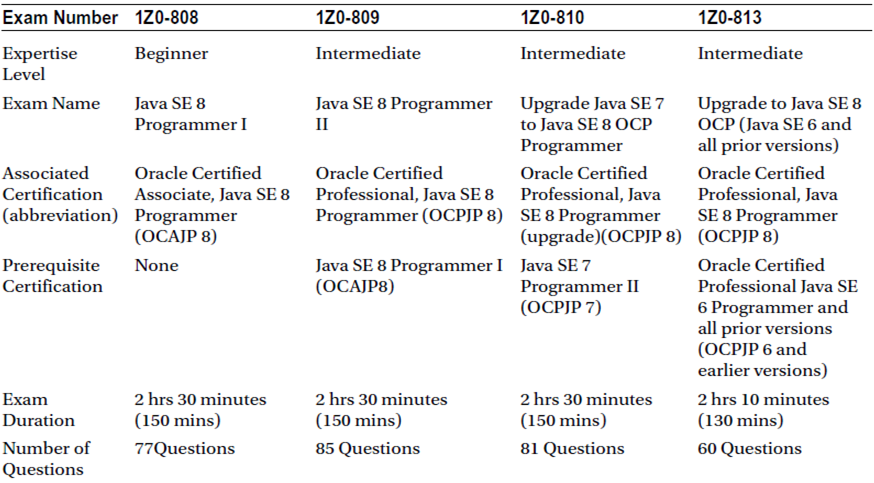 Exam Number 1Z0-808 1Z0-809 1Z0-810 1Z0-813
Expertise Beginner Intermediate Intermediate Intermediate
Level
Exam Name Java SE 8 Java SE 8 Programmer Upgrade Java SE 7 Upgrade to Java SE 8
Programmer I II to Java SE 8 OCP OCP (Java SE 6 and
Programmer all prior versions)
Associated Oracle Certified Oracle Certified Oracle Certified Oracle Certified
Certification Associate, Java SE 8 Professional, Java SE 8 Professional, Java Professional, Java
(abbreviation) Programmer Programmer (OCPJP 8) SE 8 Programmer SE 8 Programmer
(OCAJP 8) (upgrade)(OCPJP 8) (OCPJP 8)
Prerequisite None Java SE 8 Programmer I Java SE 7 Oracle Certified
Certification (OCAJP8) Programmer II Professional Java SE
(OCPJP 7) 6 Programmer and
all prior versions
(OCPJP 6 and
earlier versions)
Exam 2 hrs 30 minutes 2 hrs 30 minutes 2 hrs 30 minutes 2 hrs 10 minutes
Duration (150 mins) (150 mins) (150 mins) (130 mins)
Number of 77Questions 85 Questions 81 Questions 60 Questions
Questions